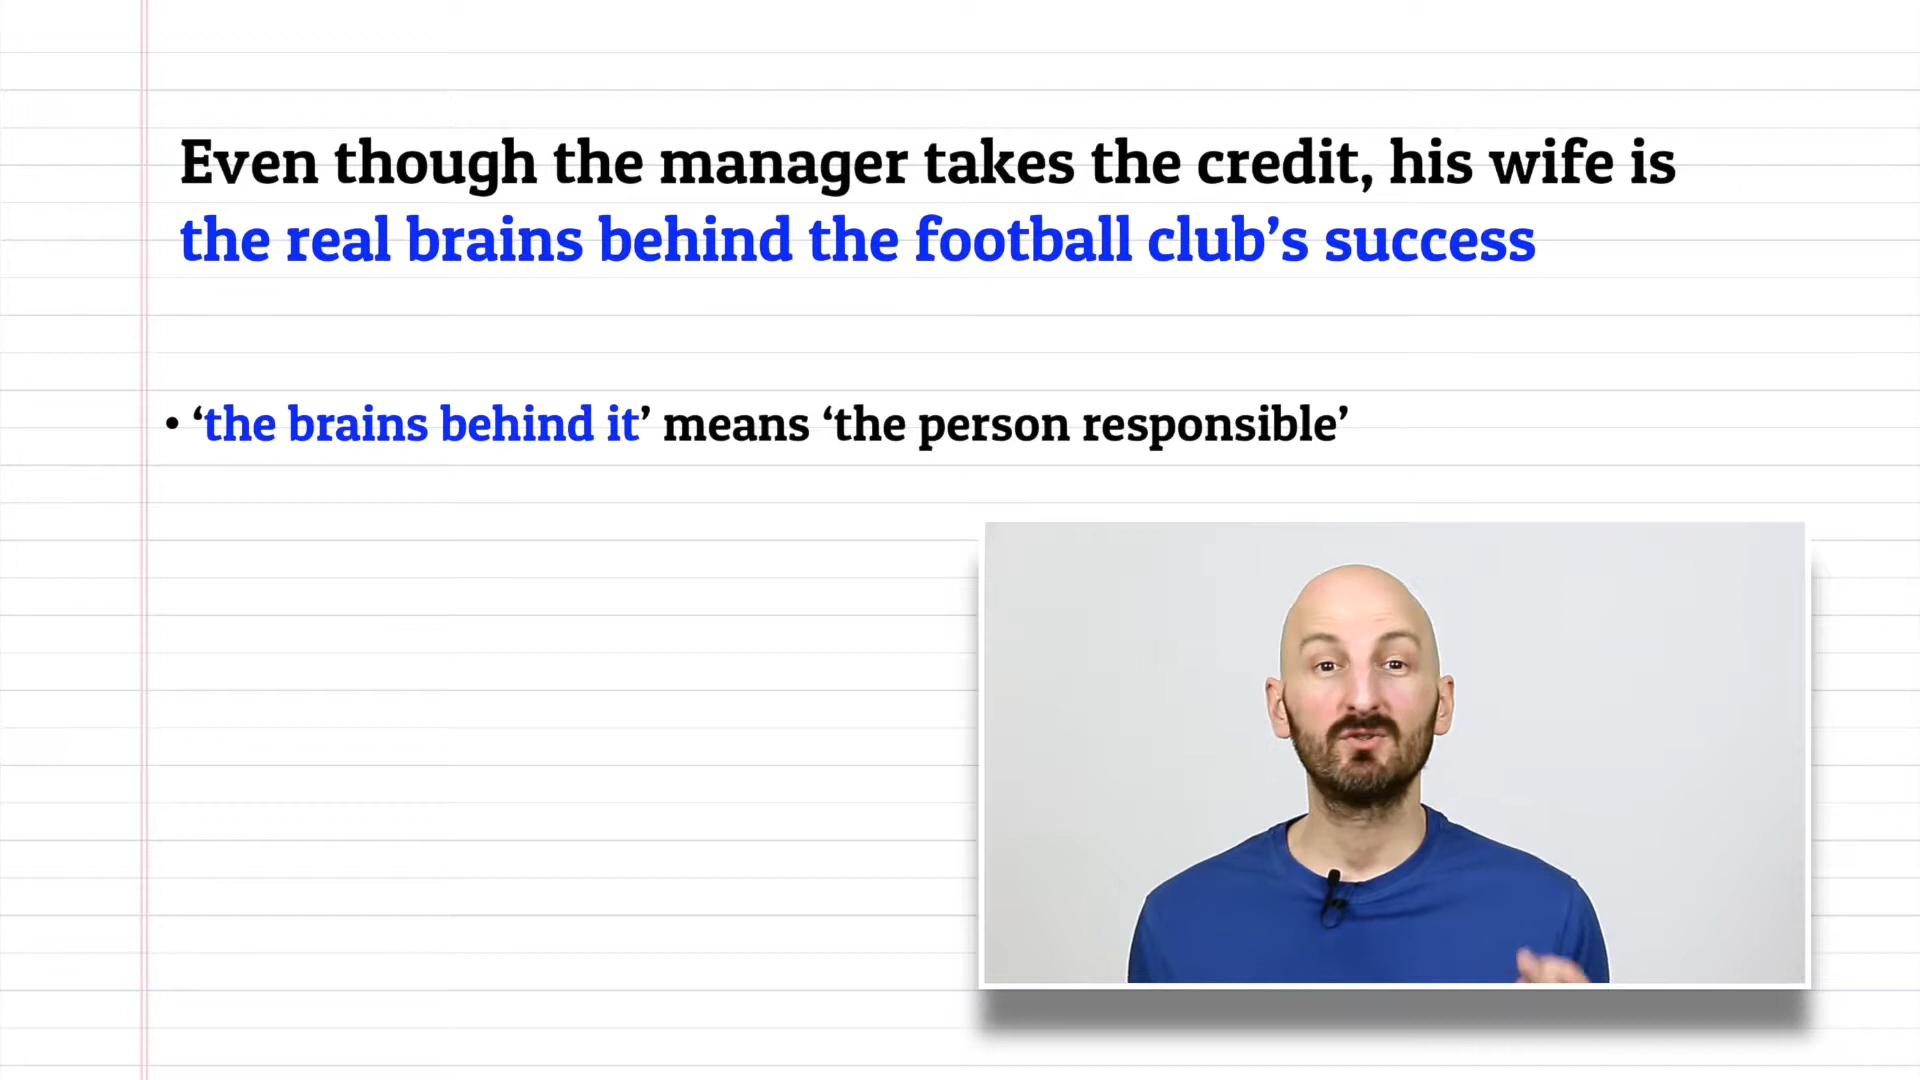 Even though the manager takes the credit, his wife is
the real brains behind the football club’s success
• ‘the brains behind it’ means ‘the person responsible’